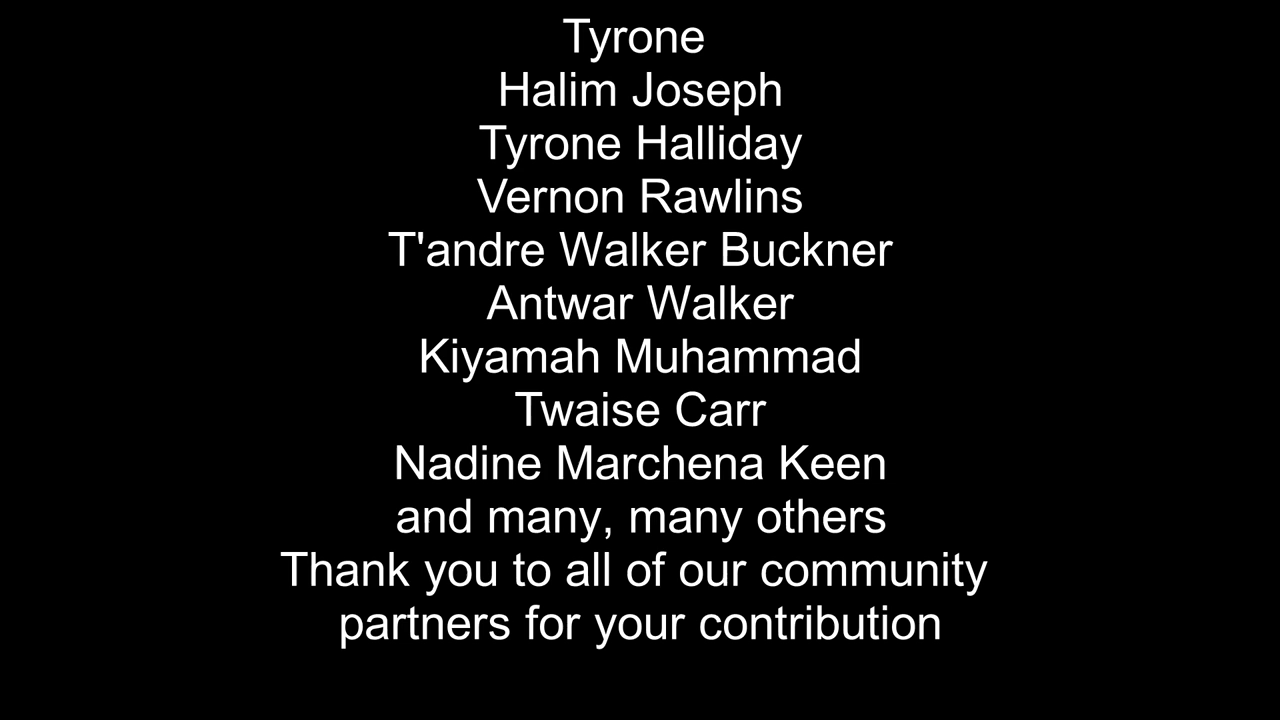 Tyrone
Halim Joseph
Tyrone Halliday
Vernon Rawlins
T'andre Walker Buckner
Antwar Walker
Kiyamah Muhammad
Twaise Carr
Nadine Marchena Keen
and many, many others
Thank you to all of our community
partners for your contribution